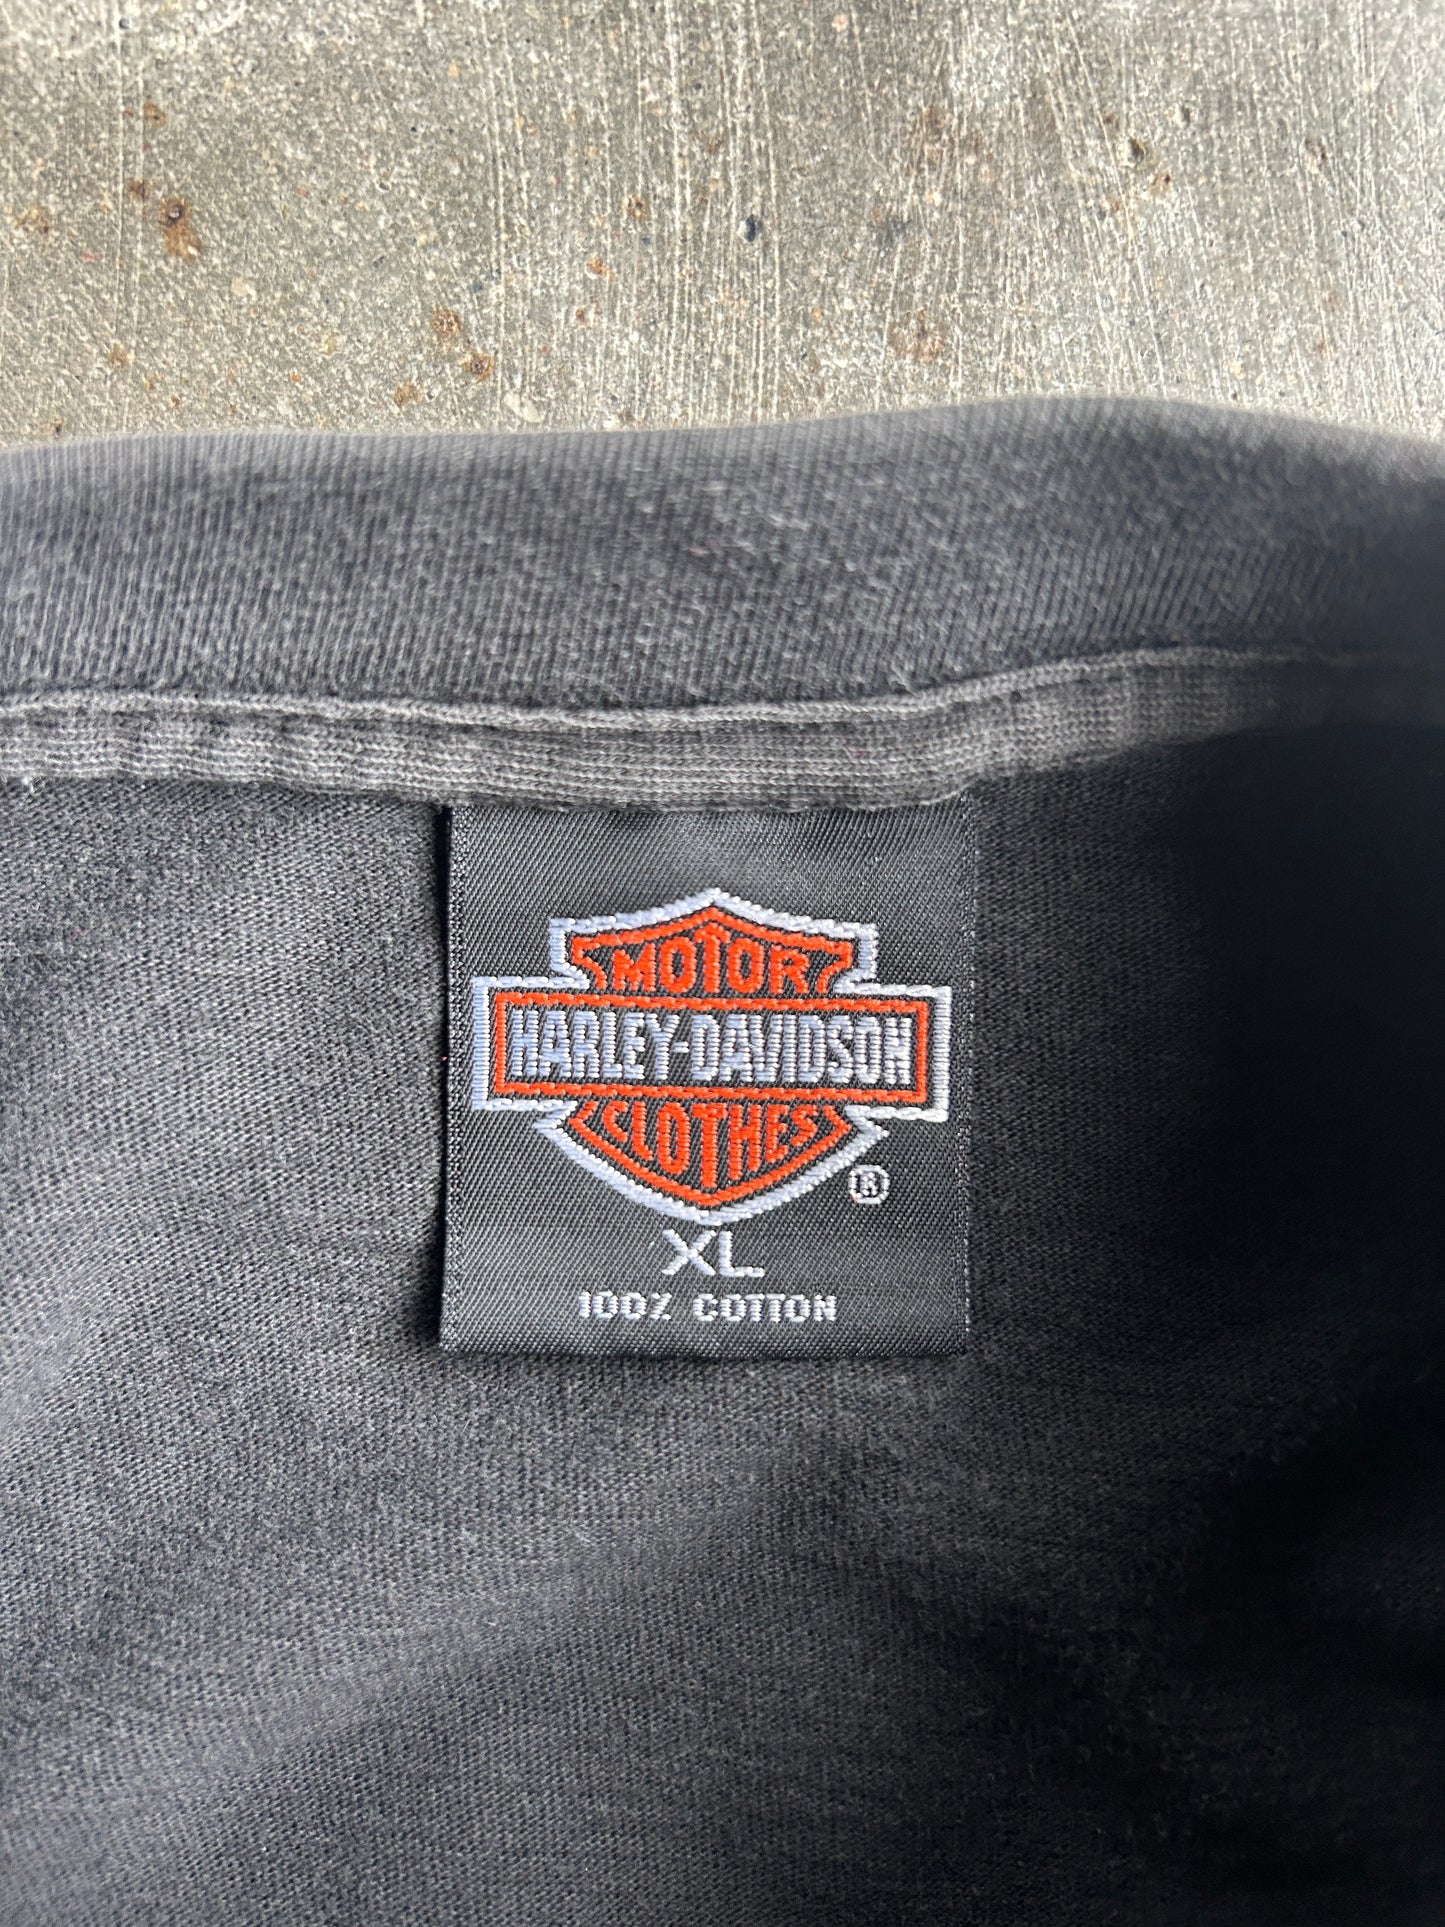 MOTOR
HARLEY-DAVIDSON
CLOTHES
®
XL
100% COTTON